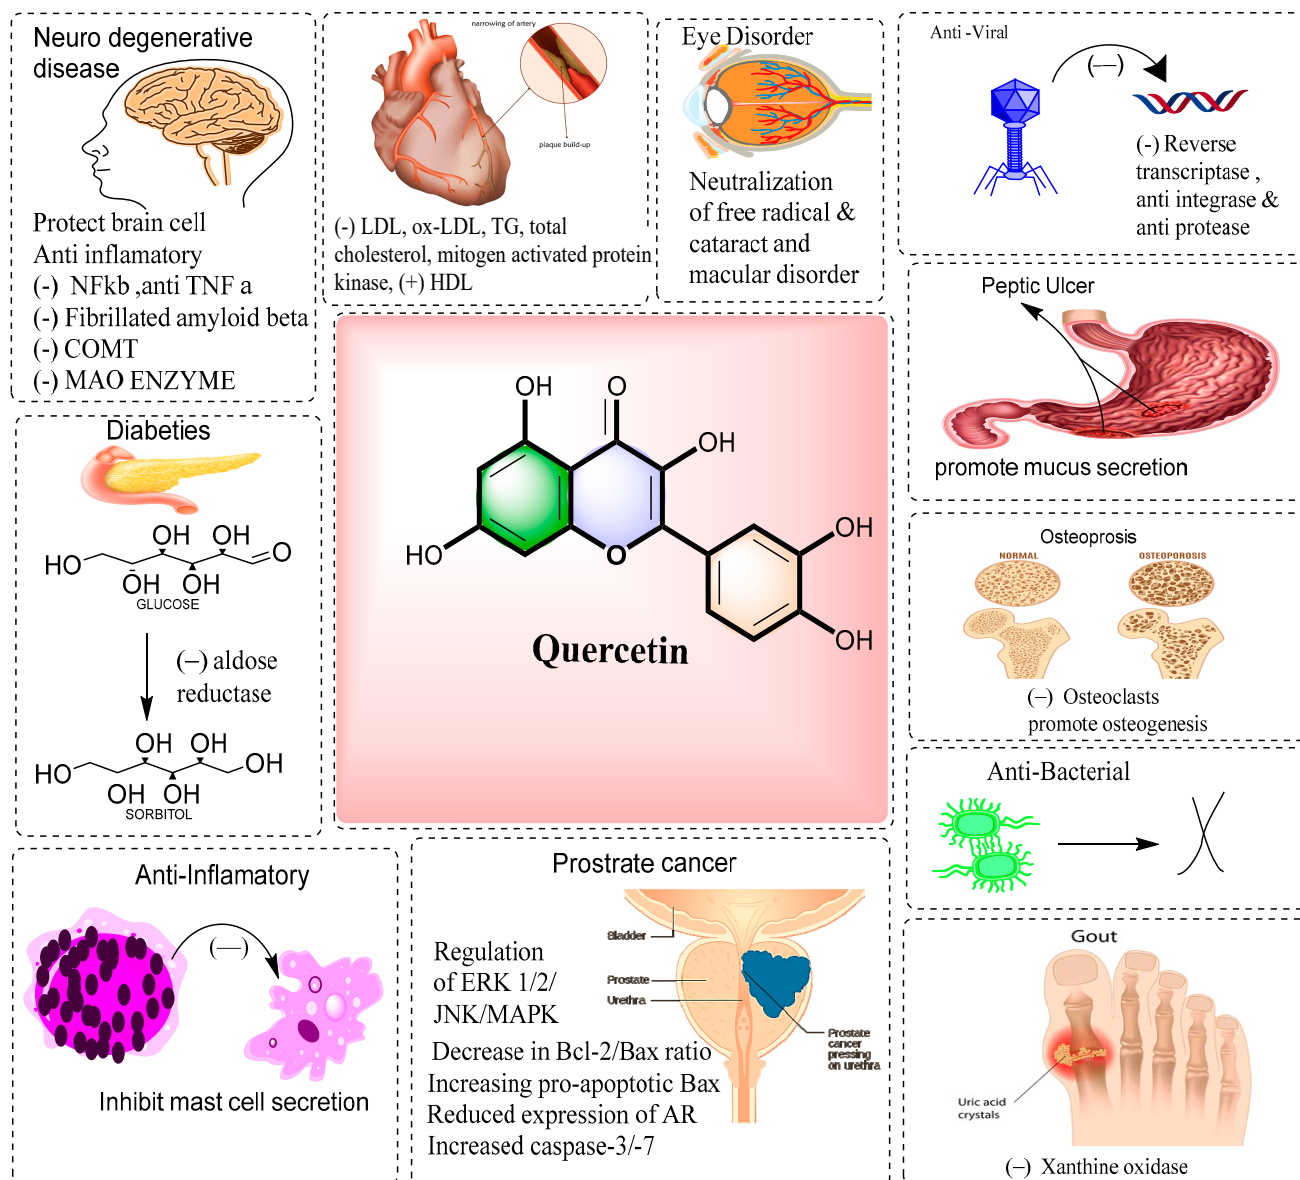 Neuro degenerative
disease
Protect brain cell
Anti inflamatory
(-) NFkb ,anti TNF a
(-) Fibrillated amyloid beta
(-) COMT
(-) MAO ENZYME
narrowing of artery
plaque build-up
(-) LDL, ox-LDL, TG, total
cholesterol, mitogen activated protein
kinase, (+) HDL
Eye Disorder
Neutralization
of free radical &
cataract and
macular disorder
Anti -Viral
(—)
(-) Reverse
transcriptase ,
anti integrase &
anti protease
Peptic Ulcer
promote mucus secretion
Diabeties
OH
OH
HO
O
OH
OH
GLUCOSE
(–) aldose
reductase
OH
OH
HO
OH
OH
OH
SORBITOL
OH
O
OH
HO
O
OH
OH
Quercetin
Osteoprosis
NORMAL
OSTEOPOROSIS
(–) Osteoclasts
promote osteogenesis
Anti-Bacterial
Anti-Inflamatory
(—)
Inhibit mast cell secretion
Prostrate cancer
Regulation
of ERK 1/2/
JNK/MAPK
Decrease in Bcl-2/Bax ratio
Increasing pro-apoptotic Bax
Reduced expression of AR
Increased caspase-3/-7
Bladder
Prostate
Urethra
Prostate
cancer
pressing
on urethra
Gout
Uric acid
crystals
(–) Xanthine oxidase